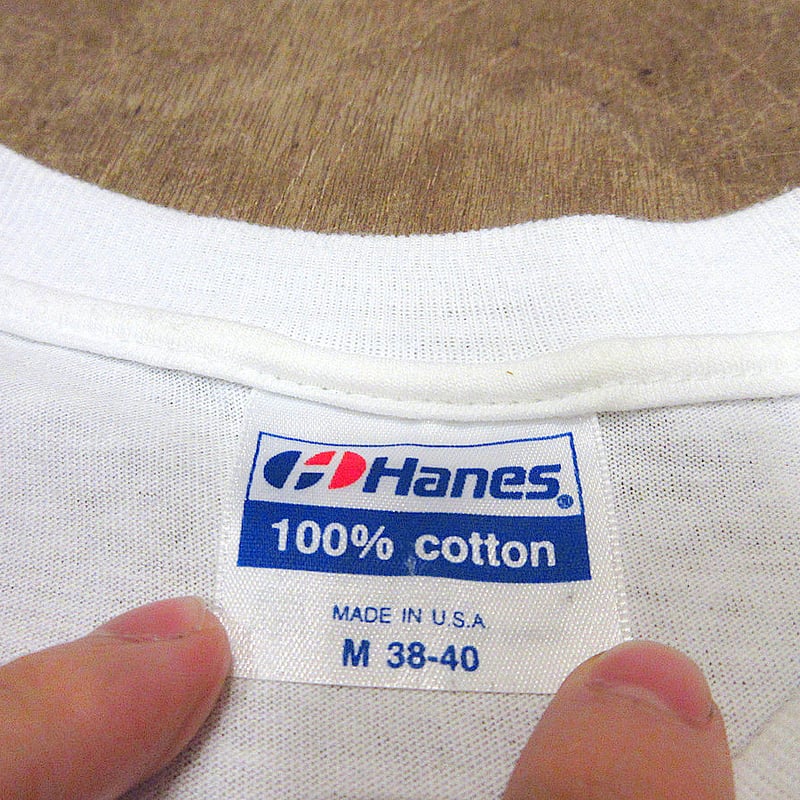 Hanes®
100% cotton
MADE IN U.S.A
M 38-40